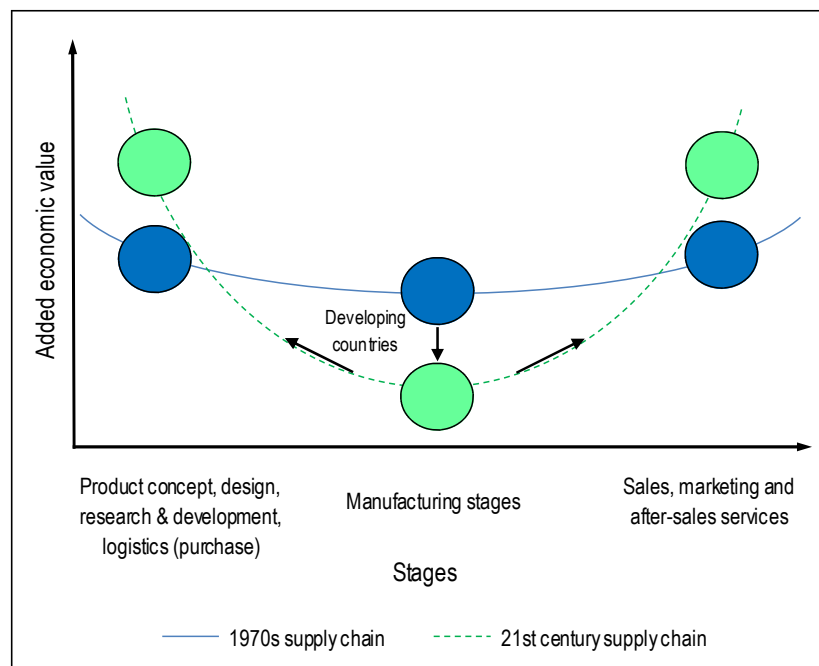 Added economic value
Developing
countries
Product concept, design,
research & development,
logistics (purchase)
Manufacturing stages
Sales, marketing and
after-sales services
Stages
1970s supply chain
21st century supply chain